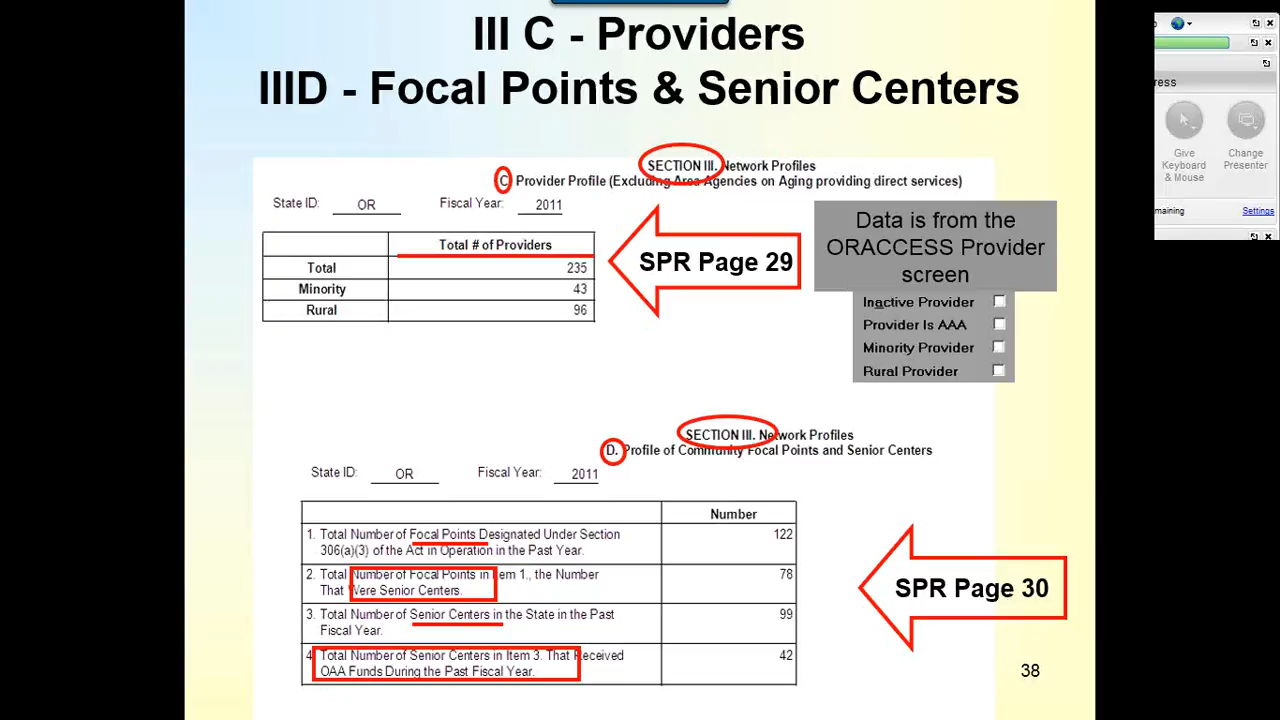 III C - Providers
IIID - Focal Points & Senior Centers
SECTION III. Network Profiles
C. Provider Profile (Excluding Area Agencies on Aging providing direct services)
State ID: OR Fiscal Year: 2011
Total # of Providers
Total 235
Minority 43
Rural 96
SPR Page 29
Data is from the
ORACCESS Provider
screen
Inactive Provider
Provider Is AAA
Minority Provider
Rural Provider
SECTION III. Network Profiles
D. Profile of Community Focal Points and Senior Centers
State ID: OR Fiscal Year: 2011
Number
1. Total Number of Focal Points Designated Under Section 122
306(a)(3) of the Act in Operation in the Past Year.
2. Total Number of Focal Points in Item 1., the Number 78
That Were Senior Centers.
3. Total Number of Senior Centers in the State in the Past 99
Fiscal Year.
4. Total Number of Senior Centers in Item 3. That Received 42
OAA Funds During the Past Fiscal Year.
SPR Page 30
38
Give
Keyboard
& Mouse
Change
Presenter
Settings